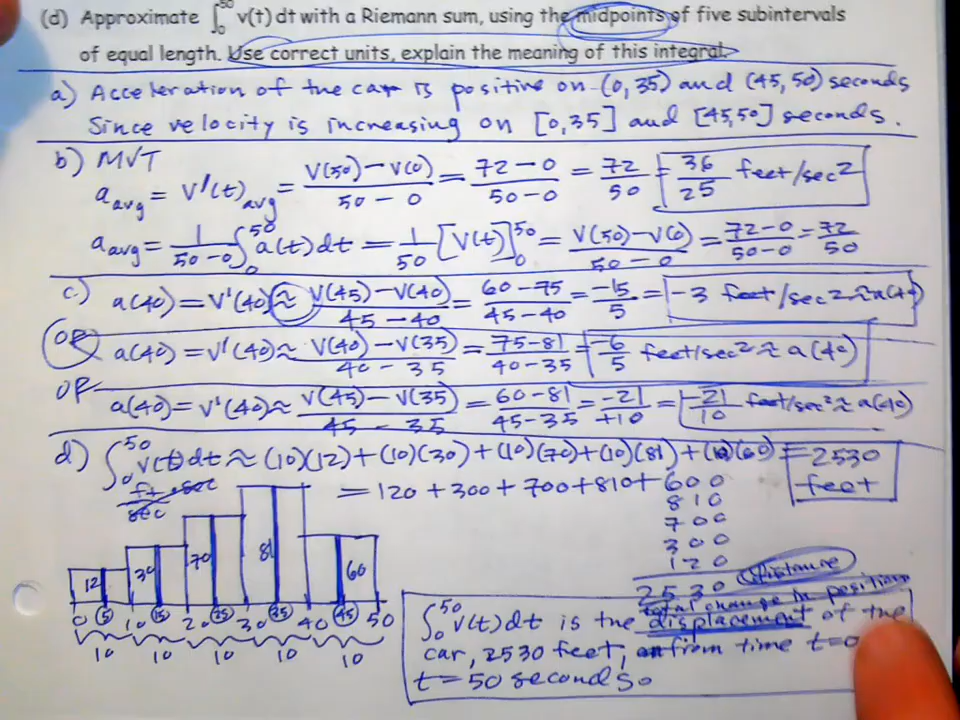 (d) Approximate ∫₀⁵⁰ v(t) dt with a Riemann sum, using the midpoints of five subintervals
of equal length. Use correct units, explain the meaning of this integral.
a) Acceleration of the car is positive on (0,35) and (45,50) seconds
Since velocity is increasing on [0,35] and [45,50] seconds.
b) MVT
a avg = v'(t) avg = (v(50)-v(0))/(50-0) = (72-0)/(50-0) = 72/50 = 36/25 feet/sec²
a avg = 1/(50-0) ∫₀⁵⁰ a(t)dt = 1/50 [v(t)]₀⁵⁰ = (v(50)-v(0))/(50-0) = (72-0)/(50-0) = 72/50
c.) a(40) = v'(40) ≈ (v(45)-v(40))/(45-40) = (60-75)/(45-40) = -15/5 = -3 feet/sec² ≈ a(40)
OR a(40) = v'(40) ≈ (v(40)-v(35))/(40-35) = (75-81)/(40-35) = -6/5 feet/sec² ≈ a(40)
OR a(40) = v'(40) ≈ (v(45)-v(35))/(45-35) = (60-81)/(45-35) = -21/+10 = -21/10 feet/sec² ≈ a(40)
d) ∫₀⁵⁰ v(t)dt ≈ (10)(12)+(10)(30)+(10)(70)+(10)(81)+(10)(60) = 2530 feet
ft/sec · sec
= 120+300+700+810+600
810
700
300
120
2530
12 30 70 81 60
0 5 10 15 20 25 30 35 40 45 50
10 10 10 10 10
distance
total change in position
∫₀⁵⁰ v(t)dt is the displacement of the
car, 2530 feet, from time t=0
t=50 seconds